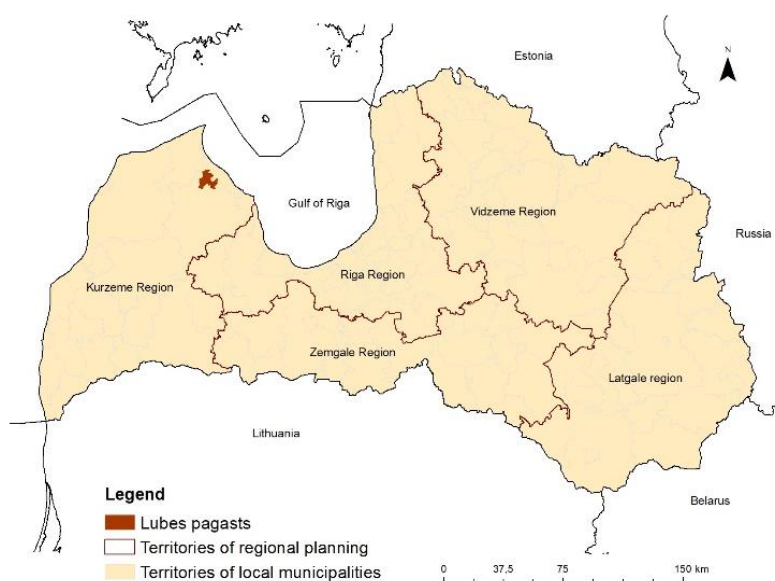 Estonia
N
Gulf of Riga
Vidzeme Region
Russia
Riga Region
Kurzeme Region
Zemgale Region
Latgale region
Lithuania
Belarus
Legend
Lubes pagasts
Territories of regional planning
Territories of local municipalities
0 37,5 75 150 km